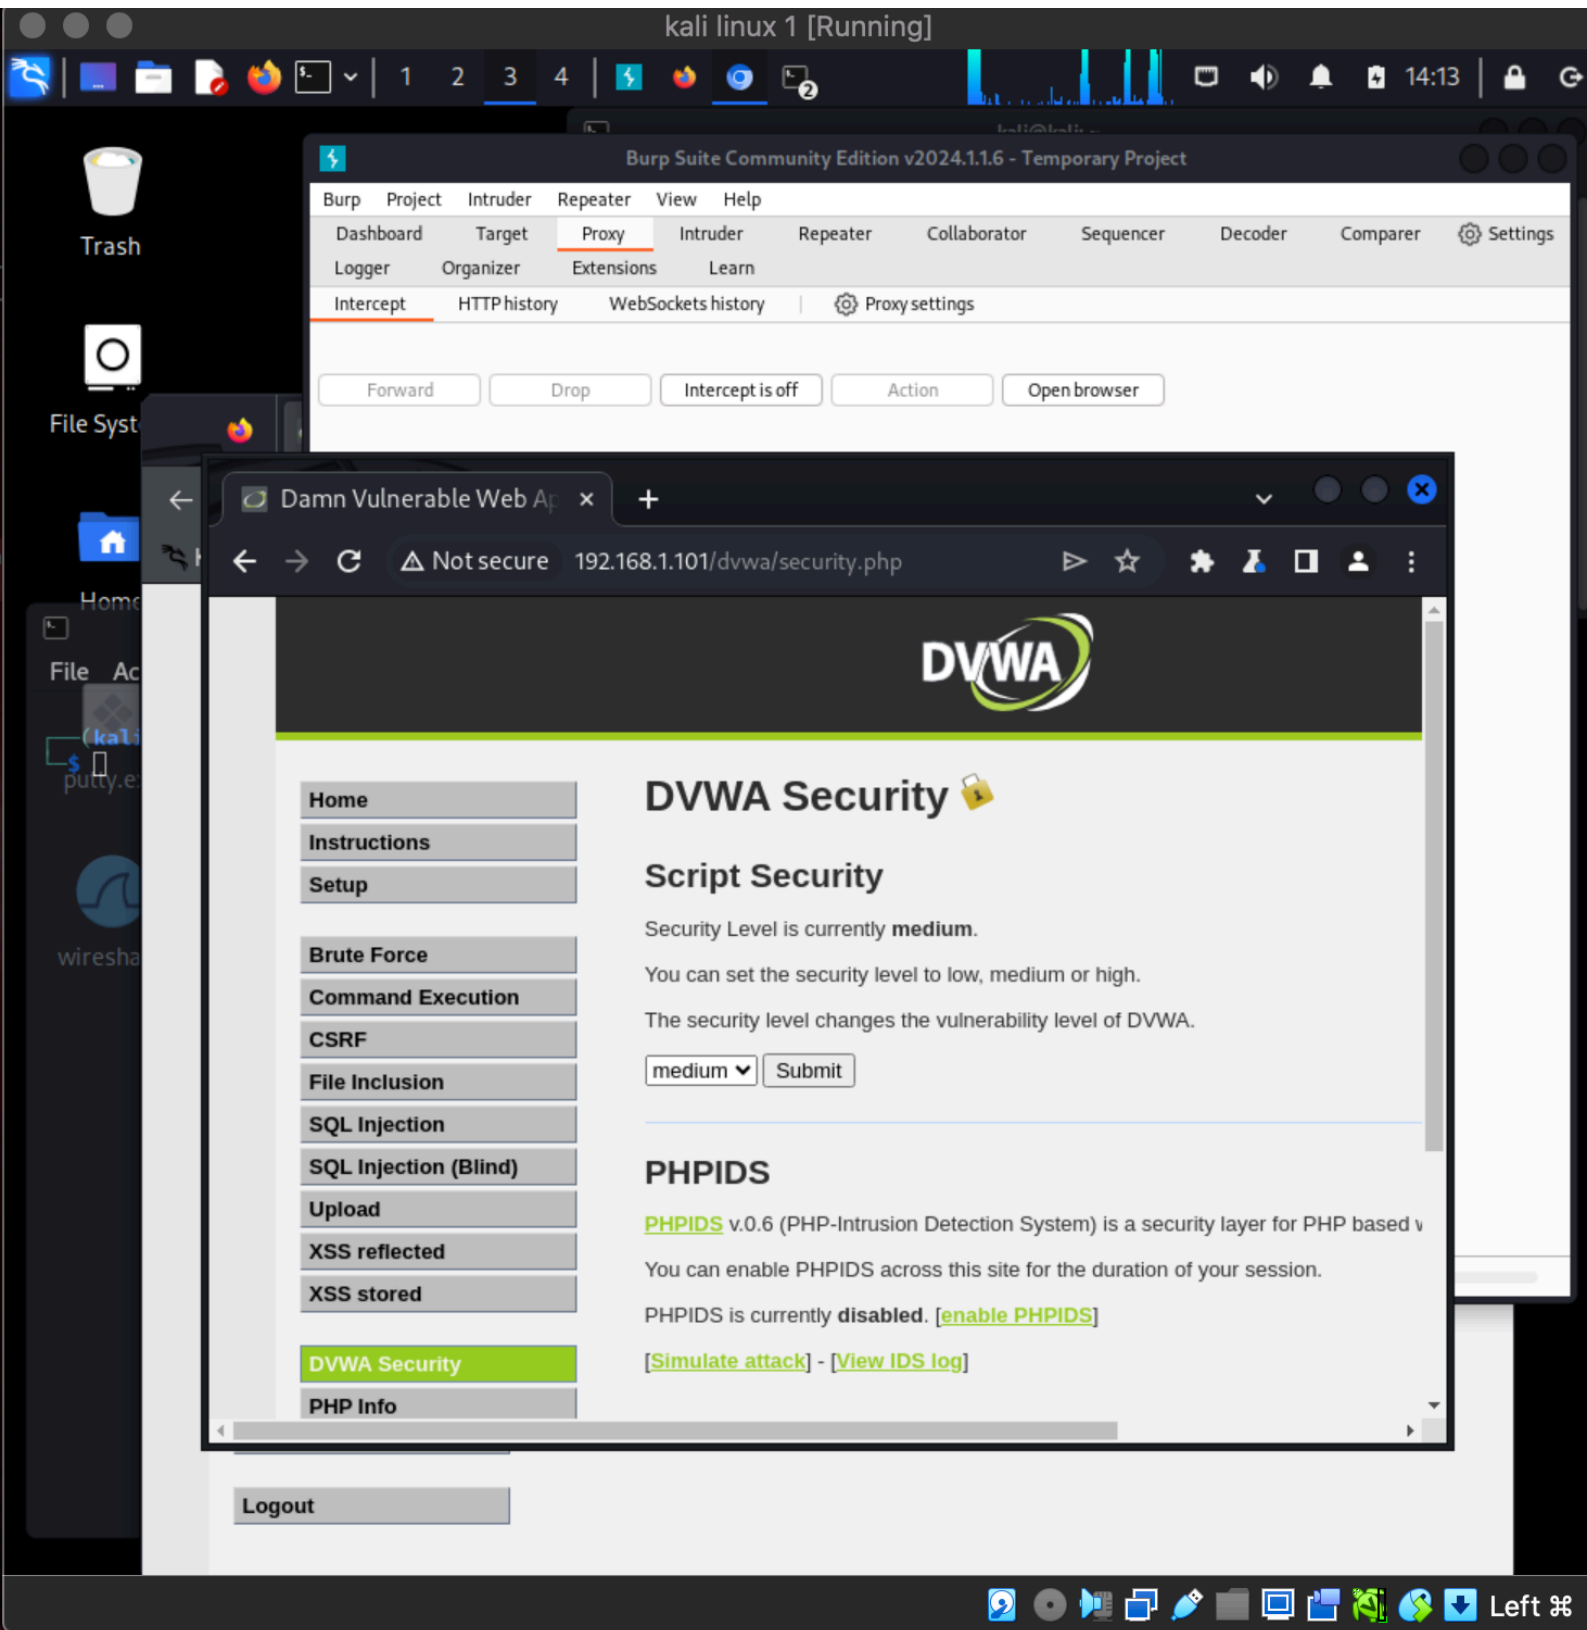 kali linux 1 [Running]
1 2 3 4
2
14:13
kali@kali: ~
Trash
File Syst
Home
File Ac
(kali
$
putty.e
wiresha
Burp Suite Community Edition v2024.1.1.6 - Temporary Project
Burp Project Intruder Repeater View Help
Dashboard Target Proxy Intruder Repeater Collaborator Sequencer Decoder Comparer Settings
Logger Organizer Extensions Learn
Intercept HTTP history WebSockets history Proxy settings
Forward Drop Intercept is off Action Open browser
Damn Vulnerable Web Ap
Not secure 192.168.1.101/dvwa/security.php
DVWA
Home
Instructions
Setup
Brute Force
Command Execution
CSRF
File Inclusion
SQL Injection
SQL Injection (Blind)
Upload
XSS reflected
XSS stored
DVWA Security
PHP Info
DVWA Security
Script Security
Security Level is currently medium.
You can set the security level to low, medium or high.
The security level changes the vulnerability level of DVWA.
medium Submit
PHPIDS
PHPIDS v.0.6 (PHP-Intrusion Detection System) is a security layer for PHP based
You can enable PHPIDS across this site for the duration of your session.
PHPIDS is currently disabled. [enable PHPIDS]
[Simulate attack] - [View IDS log]
Logout
Left ⌘